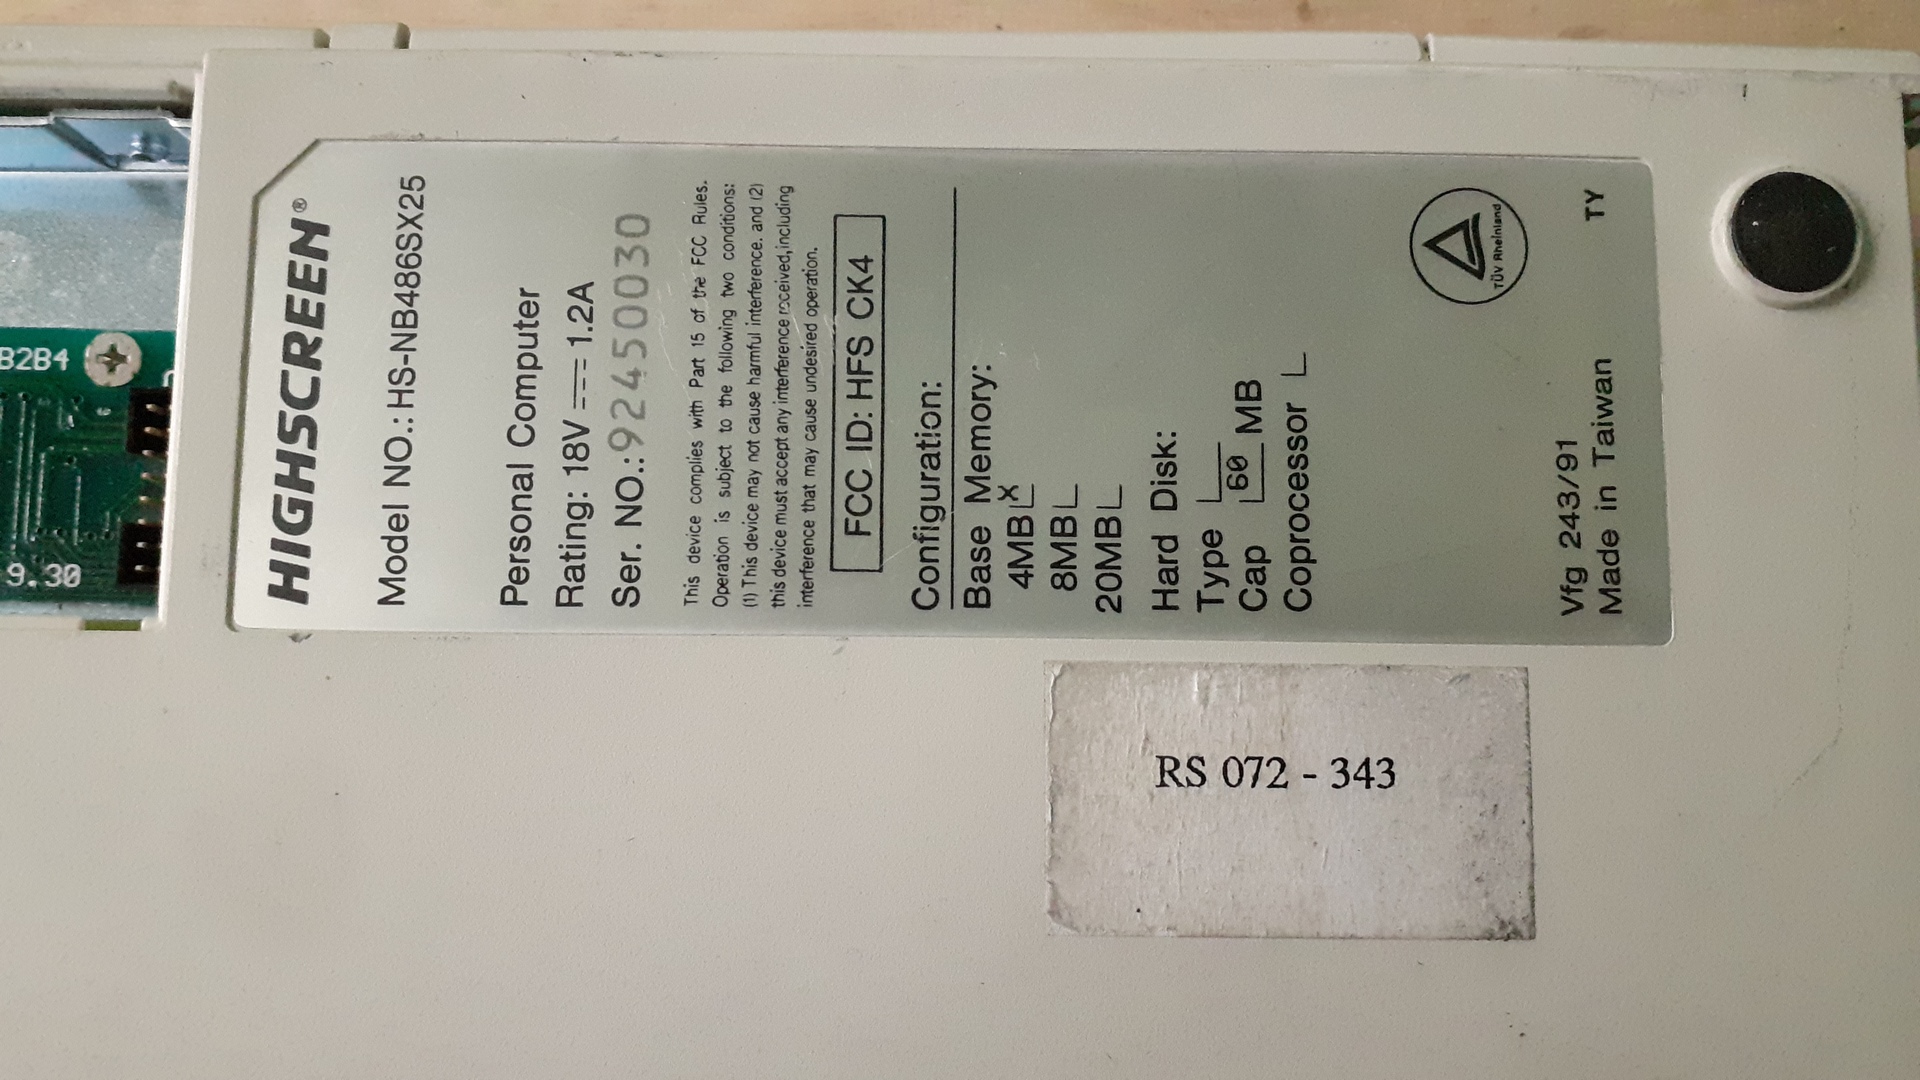 HIGHSCREEN®
Model NO.: HS-NB486SX25
Personal Computer
Rating: 18V ⎓ 1.2A
Ser. NO.: 92450030
This device complies with Part 15 of the FCC Rules.
Operation is subject to the following two conditions:
(1) This device may not cause harmful interference. and (2)
this device must accept any interference received,including
interference that may cause undesired operation.
FCC ID: HFS CK4
Configuration:
Base Memory:
4MB X
8MB
20MB
Hard Disk:
Type
Cap 60 MB
Coprocessor
TÜV Rheinland
Vfg 243/91
Made in Taiwan TY
RS 072 - 343
B2B4
9.30